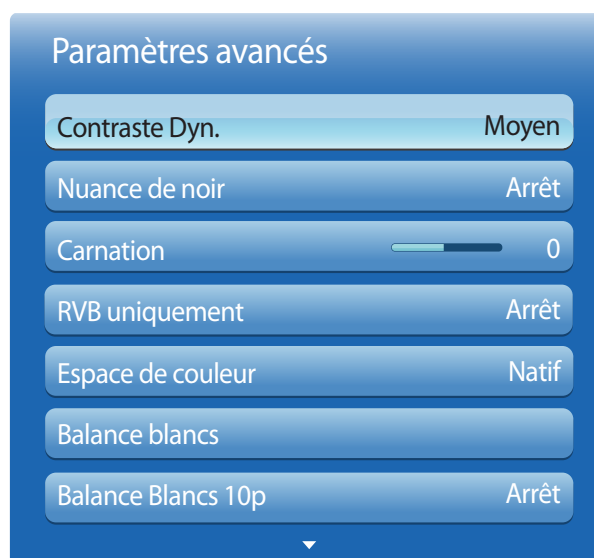 Paramètres avancés
Contraste Dyn. Moyen
Nuance de noir Arrêt
Carnation 0
RVB uniquement Arrêt
Espace de couleur Natif
Balance blancs
Balance Blancs 10p Arrêt